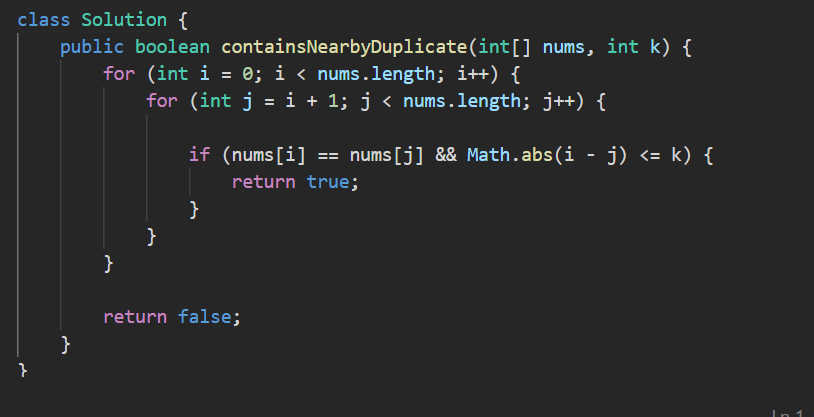 class Solution {
    public boolean containsNearbyDuplicate(int[] nums, int k) {
        for (int i = 0; i < nums.length; i++) {
            for (int j = i + 1; j < nums.length; j++) {

                if (nums[i] == nums[j] && Math.abs(i - j) <= k) {
                    return true;
                }
            }
        }

        return false;
    }
}